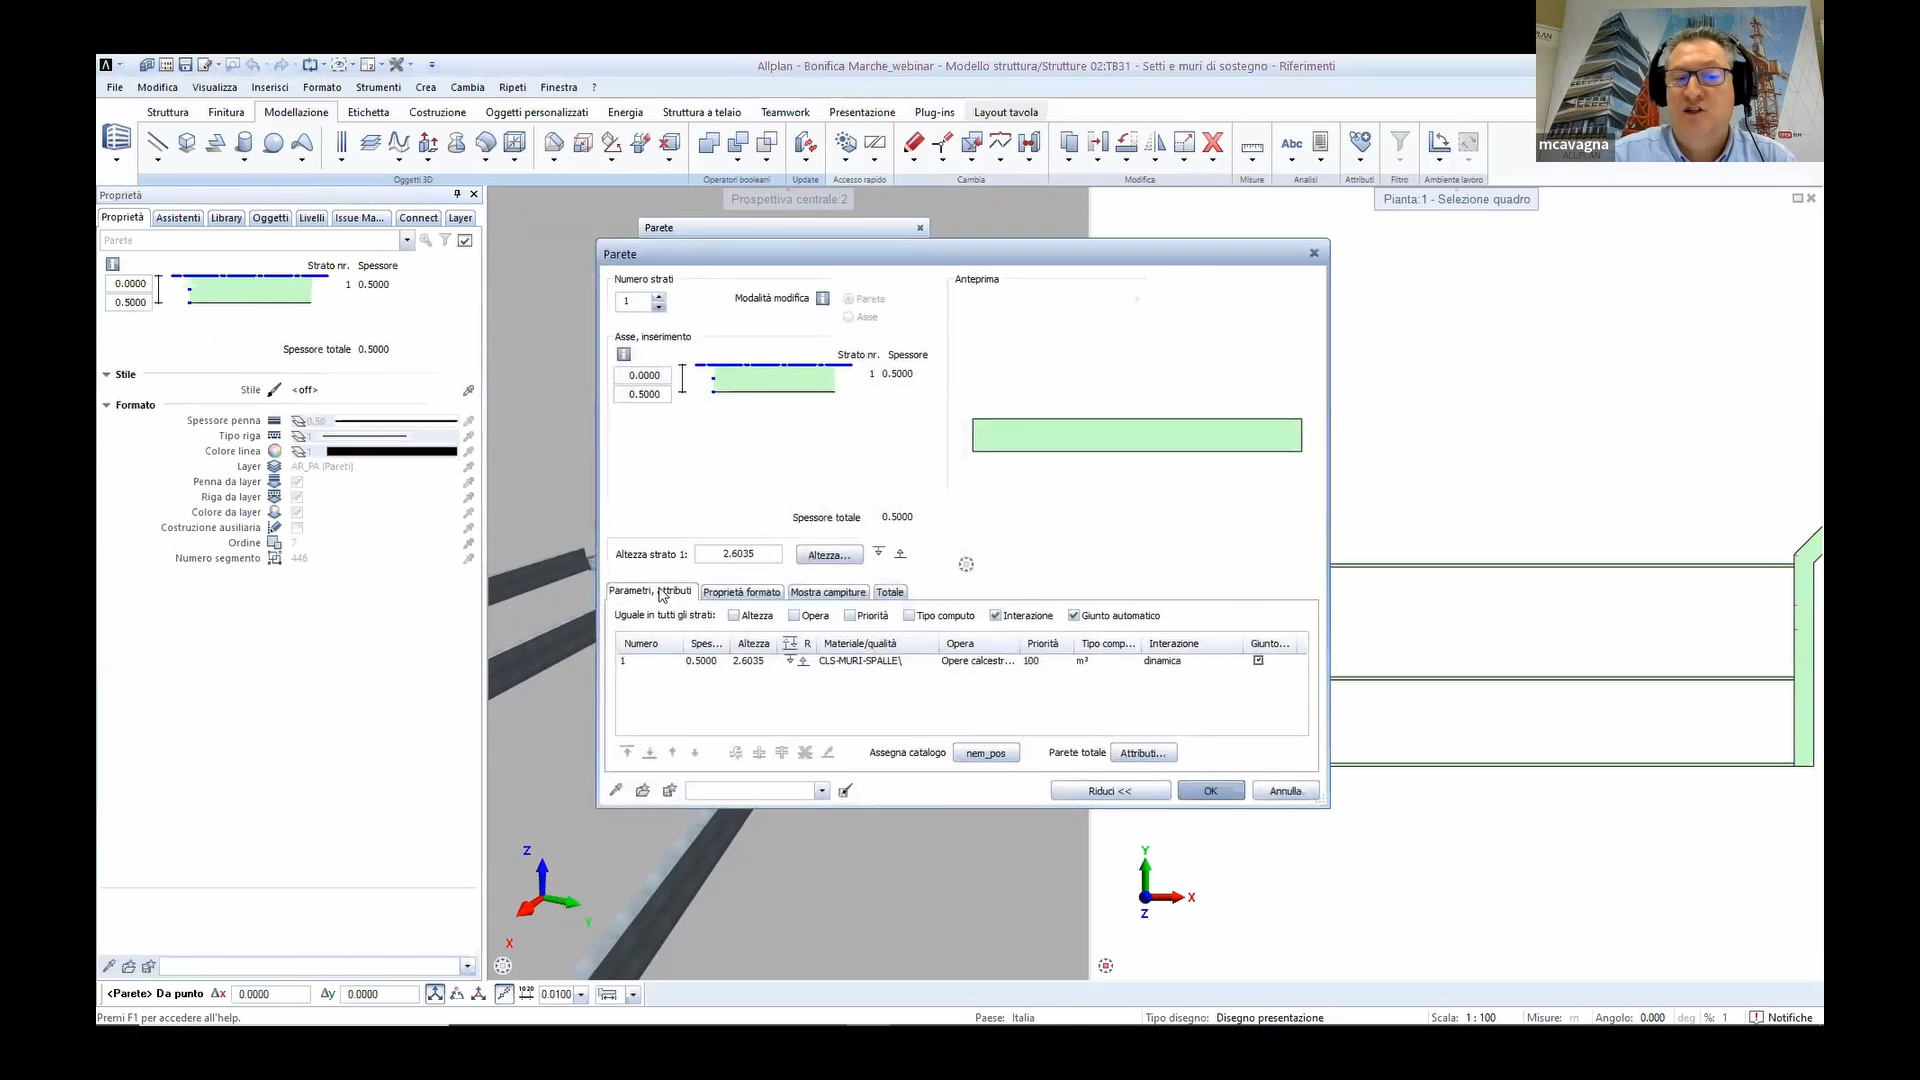 Allplan - Bonifica Marche_webinar - Modello struttura/Strutture 02:TB31 - Setti e muri di sostegno - Riferimenti
File Modifica Visualizza Inserisci Formato Strumenti Crea Cambia Ripeti Finestra ?
Struttura Finitura Modellazione Etichetta Costruzione Oggetti personalizzati Energia Struttura a telaio Teamwork Presentazione Plug-ins Layout tavola
Abc
Oggetti 3D Operatori booleani Update Accesso rapido Cambia Modifica Misure Analisi Attributi Filtro Ambiente lavoro
mcavagna
Proprietà
Proprietà Assistenti Library Oggetti Livelli Issue Ma... Connect Layer
Parete
Strato nr. Spessore
0.0000
1 0.5000
0.5000
Spessore totale 0.5000
Stile
Stile <off>
Formato
Spessore penna 0.50
Tipo riga 1
Colore linea 1
Layer AR_PA (Pareti)
Penna da layer
Riga da layer
Colore da layer
Costruzione ausiliaria
Ordine 7
Numero segmento 446
Prospettiva centrale:2
Pianta:1 - Selezione quadro
Parete
Parete
Numero strati
1
Modalità modifica
Parete
Asse
Anteprima
Asse, inserimento
Strato nr. Spessore
0.0000
1 0.5000
0.5000
Spessore totale 0.5000
Altezza strato 1: 2.6035 Altezza...
Parametri, Attributi Proprietà formato Mostra campiture Totale
Uguale in tutti gli strati: Altezza Opera Priorità Tipo computo Interazione Giunto automatico
Numero Spes... Altezza R Materiale/qualità Opera Priorità Tipo comp... Interazione Giunto...
1 0.5000 2.6035 CLS-MURI-SPALLE\ Opere calcestr... 100 m³ dinamica
Assegna catalogo nem_pos Parete totale Attributi...
Riduci << OK Annulla
Z
Y
X
Y
X
Z
<Parete> Da punto Δx 0.0000 Δy 0.0000 0.0100
Premi F1 per accedere all'help.
Paese: Italia Tipo disegno: Disegno presentazione Scala: 1 : 100 Misure: m Angolo: 0.000 deg %: 1 Notifiche